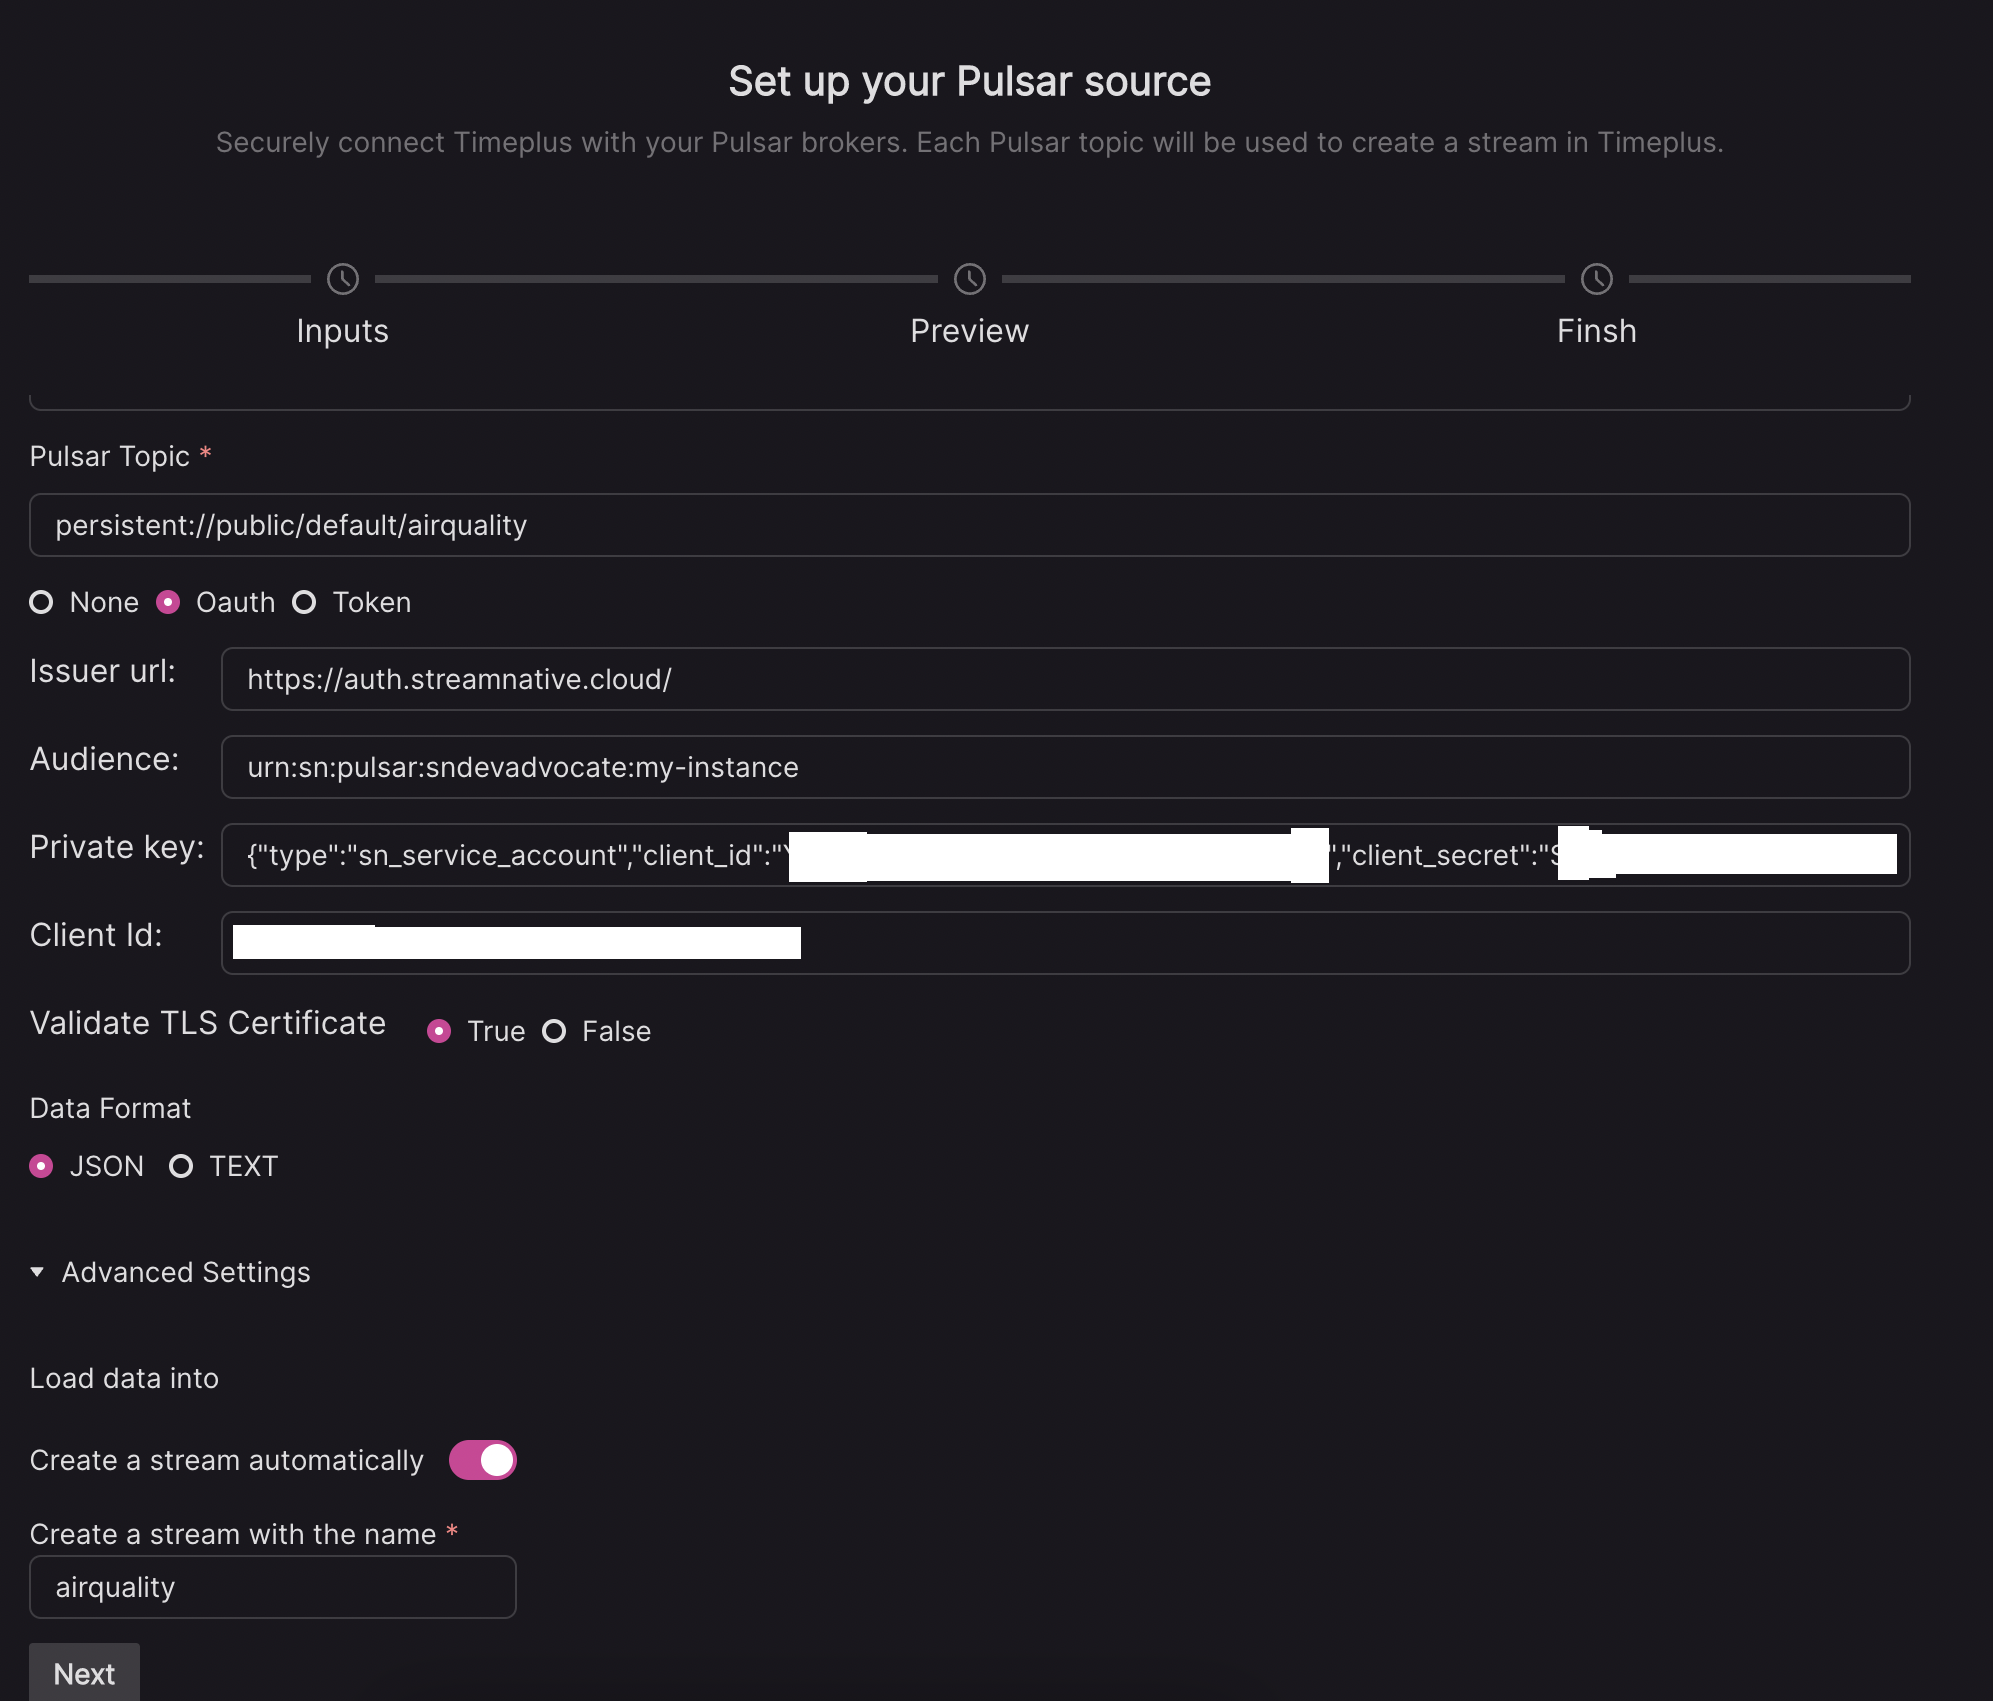 Set up your Pulsar source
Securely connect Timeplus with your Pulsar brokers. Each Pulsar topic will be used to create a stream in Timeplus.
Inputs
Preview
Finsh
Pulsar Topic *
persistent://public/default/airquality
None Oauth Token
Issuer url: https://auth.streamnative.cloud/
Audience: urn:sn:pulsar:sndevadvocate:my-instance
Private key: {"type":"sn_service_account","client_id":" ","client_secret":"
Client Id:
Validate TLS Certificate True False
Data Format
JSON TEXT
Advanced Settings
Load data into
Create a stream automatically
Create a stream with the name *
airquality
Next